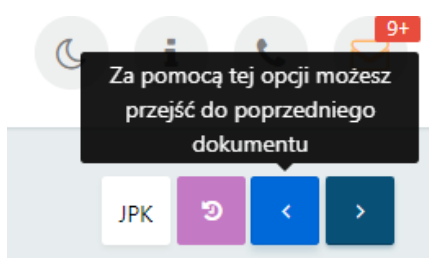 9+
Za pomocą tej opcji możesz
przejść do poprzedniego
dokumentu
JPK